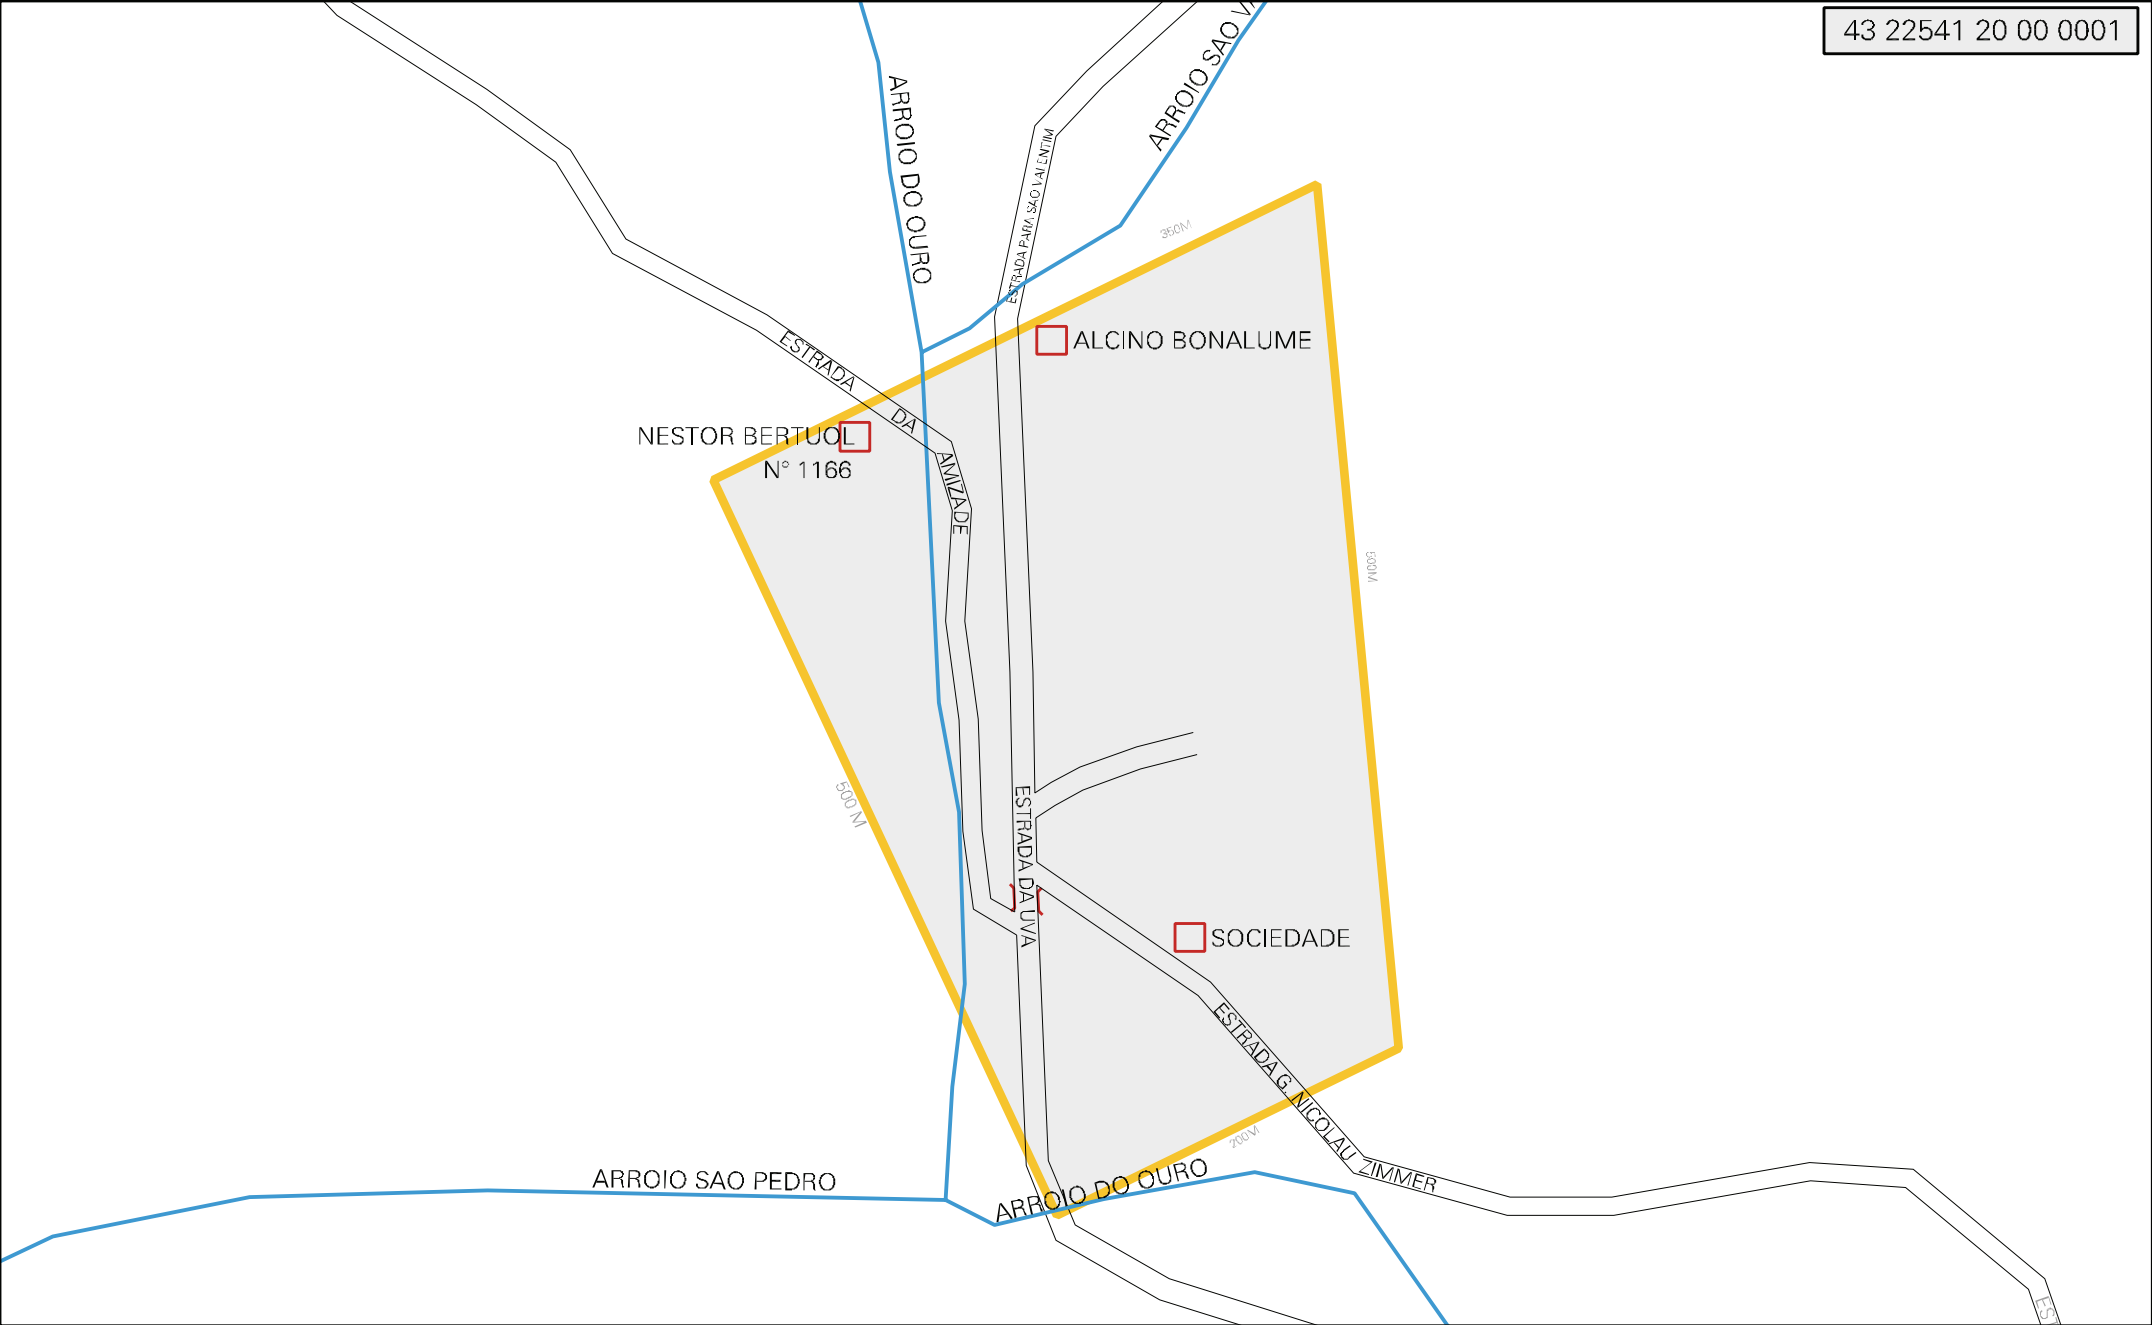 43 22541 20 00 0001
ARROIO DO OURO
ARROIO SAO
ESTRADA PARA SAO VALENTIM
350M
ALCINO BONALUME
ESTRADA DA AMIZADE
NESTOR BERTUOL
N° 1166
500M
500 M
ESTRADA DA UVA
SOCIEDADE
ESTRADA G. NICOLAU ZIMMER
200M
ARROIO SAO PEDRO
ARROIO DO OURO
EST